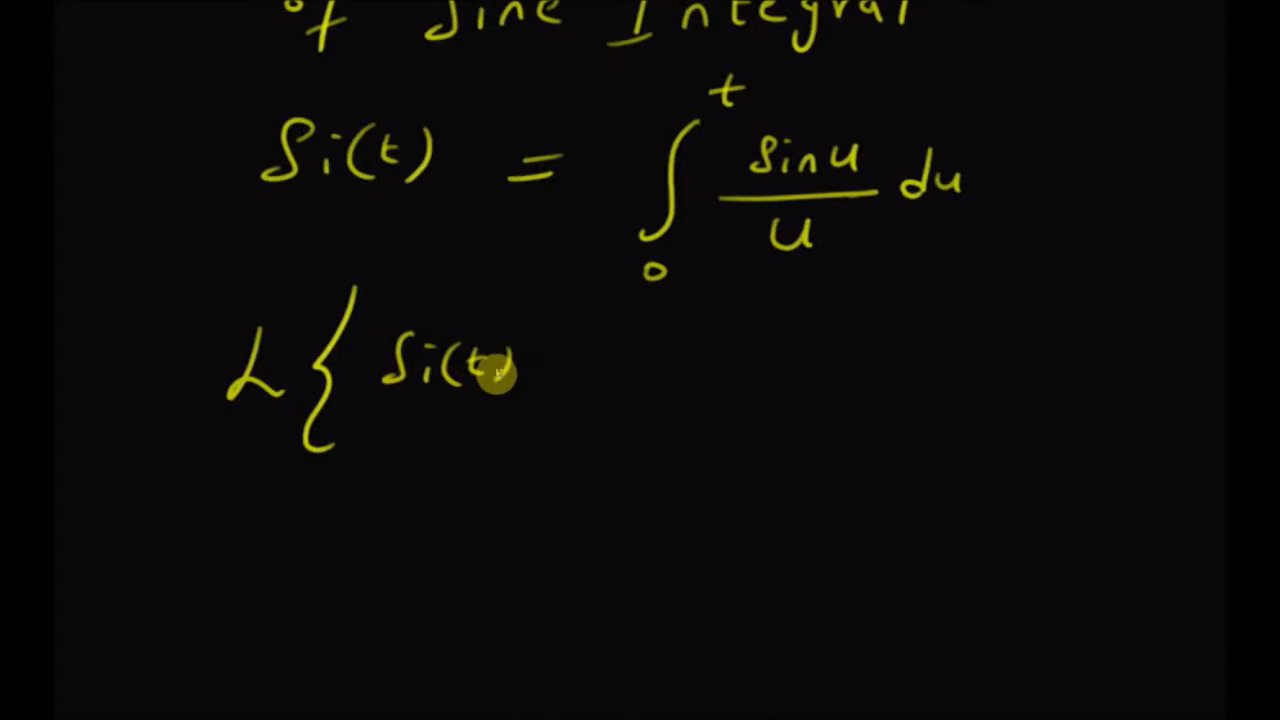 of Sine Integral
Si(t) = ∫₀ᵗ sin u / u du
L{ Si(t)